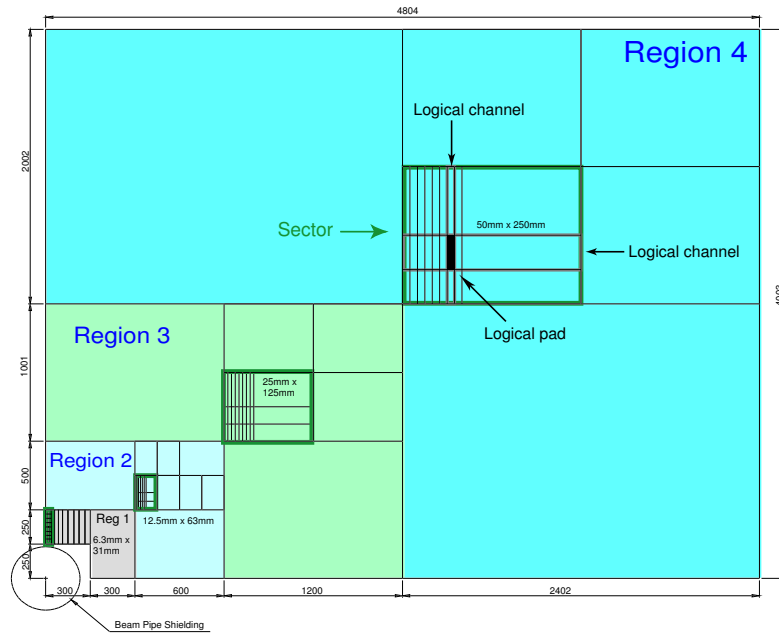 4804
Region 4
Logical channel
2002
Sector
50mm x 250mm
Logical channel
Logical pad
Region 3
1001
25mm x
125mm
Region 2
500
Reg 1
12.5mm x 63mm
6.3mm x
31mm
250
250
300
300
600
1200
2402
Beam Pipe Shielding